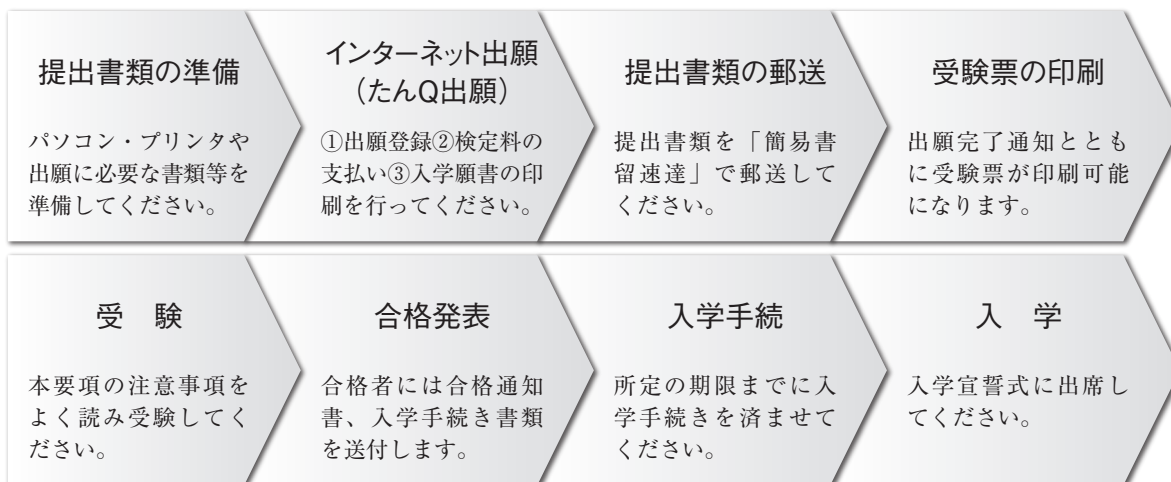 提出書類の準備
パソコン・プリンタや
出願に必要な書類等を
準備してください。
インターネット出願
（たんQ出願）
①出願登録②検定料の
支払い③入学願書の印
刷を行ってください。
提出書類の郵送
提出書類を「簡易書
留速達」で郵送して
ください。
受験票の印刷
出願完了通知ととも
に受験票が印刷可能
になります。
受　験
本要項の注意事項を
よく読み受験してく
ださい。
合格発表
合格者には合格通知
書、入学手続き書類
を送付します。
入学手続
所定の期限までに入
学手続きを済ませて
ください。
入　学
入学宣誓式に出席し
てください。